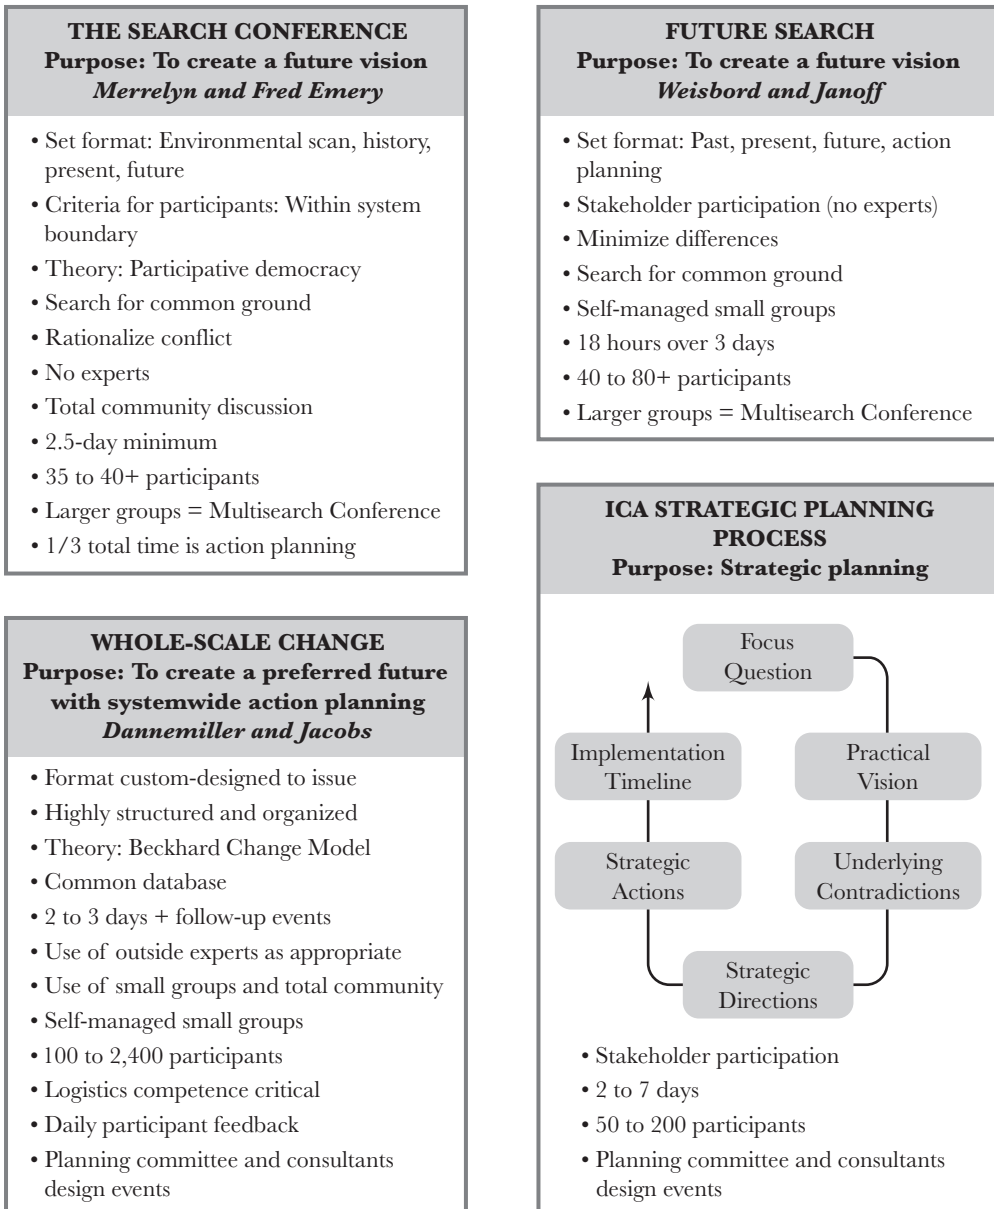 THE SEARCH CONFERENCE
Purpose: To create a future vision
Merrelyn and Fred Emery
• Set format: Environmental scan, history,
present, future
• Criteria for participants: Within system
boundary
• Theory: Participative democracy
• Search for common ground
• Rationalize conflict
• No experts
• Total community discussion
• 2.5-day minimum
• 35 to 40+ participants
• Larger groups = Multisearch Conference
• 1/3 total time is action planning
WHOLE-SCALE CHANGE
Purpose: To create a preferred future
with systemwide action planning
Dannemiller and Jacobs
• Format custom-designed to issue
• Highly structured and organized
• Theory: Beckhard Change Model
• Common database
• 2 to 3 days + follow-up events
• Use of outside experts as appropriate
• Use of small groups and total community
• Self-managed small groups
• 100 to 2,400 participants
• Logistics competence critical
• Daily participant feedback
• Planning committee and consultants
design events
FUTURE SEARCH
Purpose: To create a future vision
Weisbord and Janoff
• Set format: Past, present, future, action
planning
• Stakeholder participation (no experts)
• Minimize differences
• Search for common ground
• Self-managed small groups
• 18 hours over 3 days
• 40 to 80+ participants
• Larger groups = Multisearch Conference
ICA STRATEGIC PLANNING
PROCESS
Purpose: Strategic planning
Focus
Question
Practical
Vision
Underlying
Contradictions
Strategic
Directions
Strategic
Actions
Implementation
Timeline
• Stakeholder participation
• 2 to 7 days
• 50 to 200 participants
• Planning committee and consultants
design events